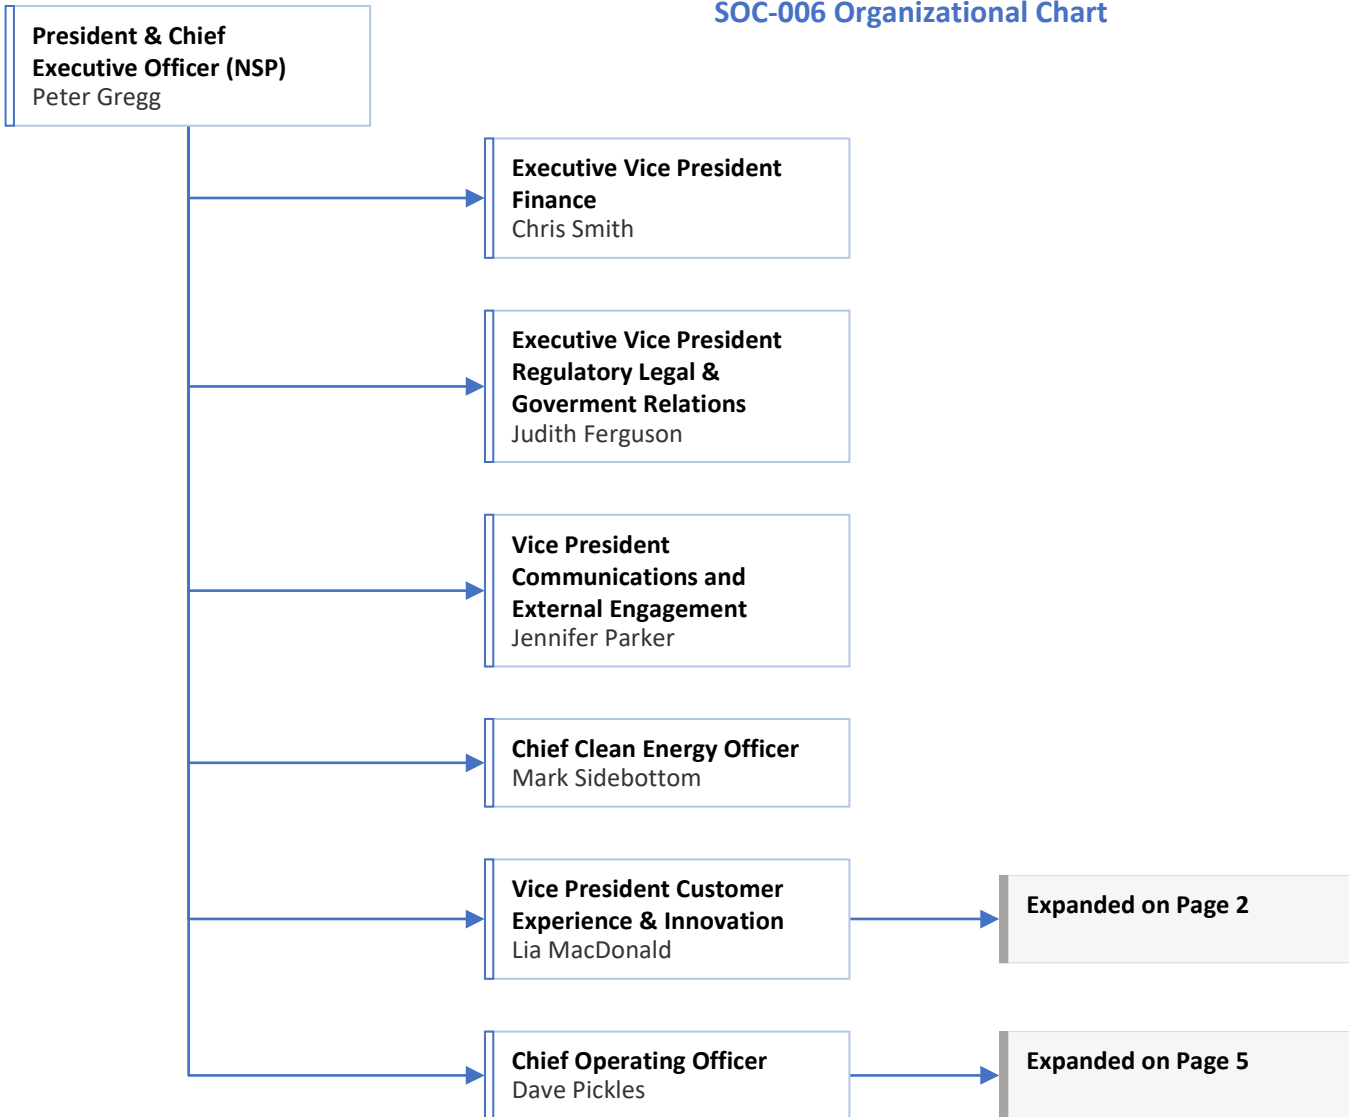 SOC-006 Organizational Chart
President & Chief
Executive Officer (NSP)
Peter Gregg
Executive Vice President
Finance
Chris Smith
Executive Vice President
Regulatory Legal &
Goverment Relations
Judith Ferguson
Vice President
Communications and
External Engagement
Jennifer Parker
Chief Clean Energy Officer
Mark Sidebottom
Vice President Customer
Experience & Innovation
Lia MacDonald
Expanded on Page 2
Chief Operating Officer
Dave Pickles
Expanded on Page 5